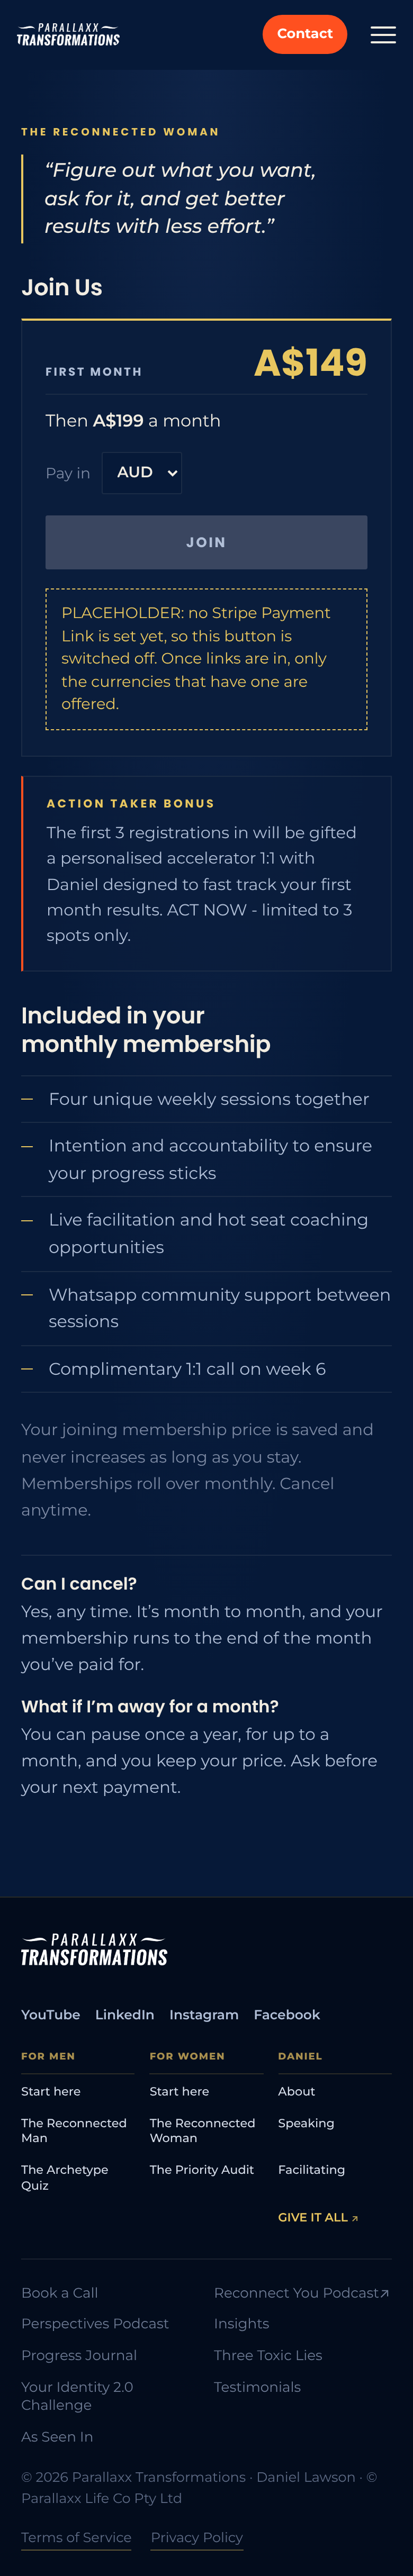 PARALLAXX
TRANSFORMATIONS
Contact
THE RECONNECTED WOMAN
“Figure out what you want,
ask for it, and get better
results with less effort.”
Join Us
FIRST MONTH A$149
Then A$199 a month
Pay in AUD
JOIN
PLACEHOLDER: no Stripe Payment
Link is set yet, so this button is
switched off. Once links are in, only
the currencies that have one are
offered.
ACTION TAKER BONUS
The first 3 registrations in will be gifted
a personalised accelerator 1:1 with
Daniel designed to fast track your first
month results. ACT NOW - limited to 3
spots only.
Included in your
monthly membership
— Four unique weekly sessions together
— Intention and accountability to ensure
your progress sticks
— Live facilitation and hot seat coaching
opportunities
— Whatsapp community support between
sessions
— Complimentary 1:1 call on week 6
Your joining membership price is saved and
never increases as long as you stay.
Memberships roll over monthly. Cancel
anytime.
Can I cancel?
Yes, any time. It’s month to month, and your
membership runs to the end of the month
you’ve paid for.
What if I’m away for a month?
You can pause once a year, for up to a
month, and you keep your price. Ask before
your next payment.
PARALLAXX
TRANSFORMATIONS
YouTube LinkedIn Instagram Facebook
FOR MEN
Start here
The Reconnected
Man
The Archetype
Quiz
FOR WOMEN
Start here
The Reconnected
Woman
The Priority Audit
DANIEL
About
Speaking
Facilitating
GIVE IT ALL ↗
Book a Call
Reconnect You Podcast↗
Perspectives Podcast
Insights
Progress Journal
Three Toxic Lies
Your Identity 2.0
Challenge
Testimonials
As Seen In
© 2026 Parallaxx Transformations · Daniel Lawson · ©
Parallaxx Life Co Pty Ltd
Terms of Service Privacy Policy